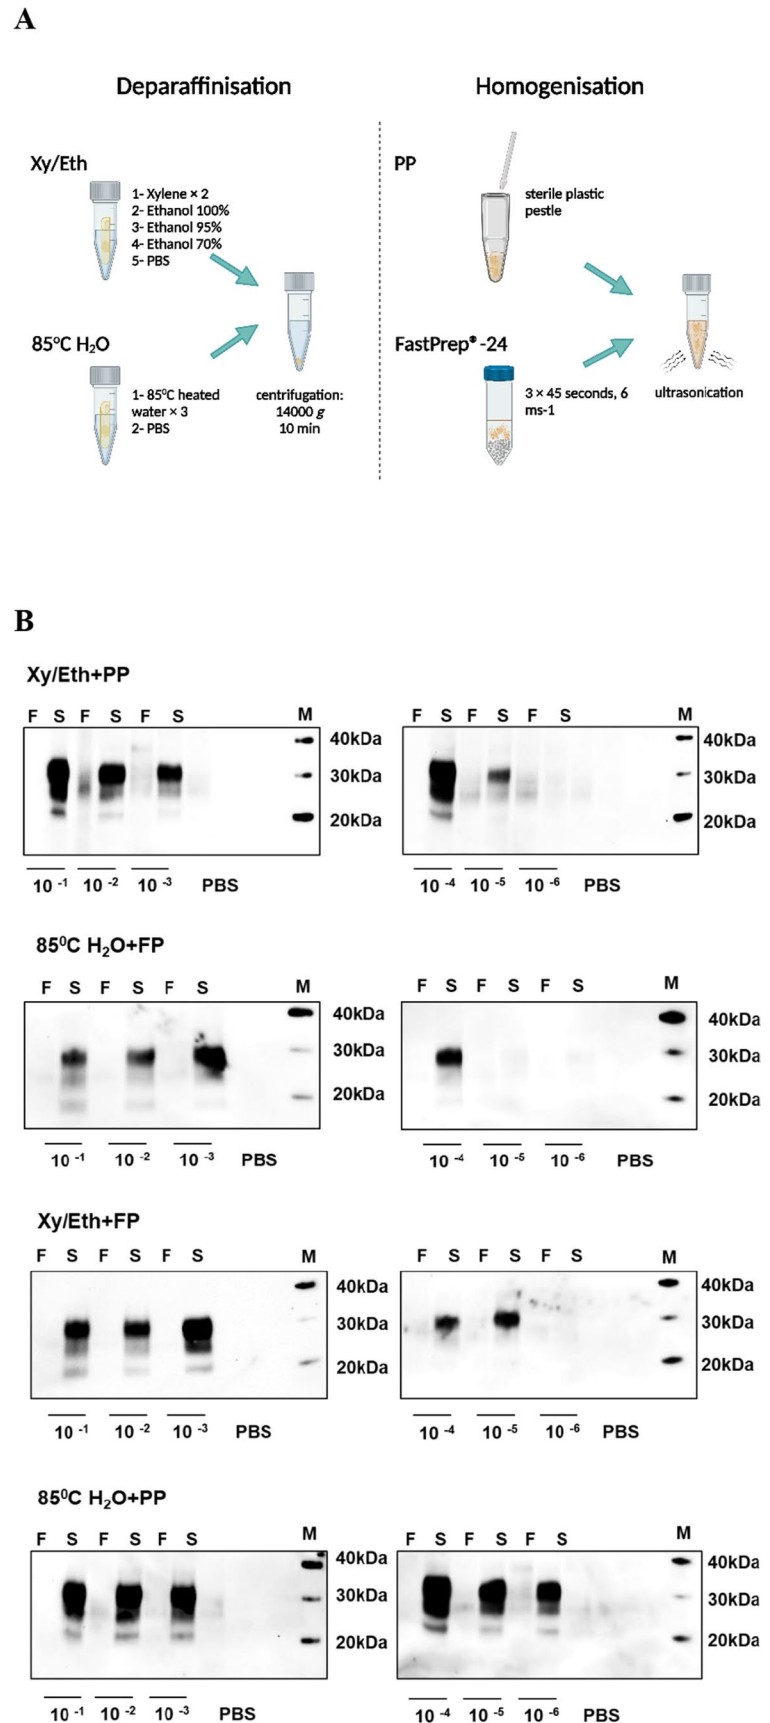 A
Deparaffinisation
Homogenisation
Xy/Eth
1- Xylene × 2
2- Ethanol 100%
3- Ethanol 95%
4- Ethanol 70%
5- PBS
85°C H₂O
1- 85°C heated
water × 3
2- PBS
centrifugation:
14000 g
10 min
PP
sterile plastic
pestle
FastPrep®-24
3 × 45 seconds, 6
ms-1
ultrasonication
B
Xy/Eth+PP
F S F S F S M
40kDa
30kDa
20kDa
10 -1 10 -2 10 -3 PBS
F S F S F S M
40kDa
30kDa
20kDa
10 -4 10 -5 10 -6 PBS
85⁰C H₂O+FP
F S F S F S M
40kDa
30kDa
20kDa
10 -1 10 -2 10 -3 PBS
F S F S F S M
40kDa
30kDa
20kDa
10 -4 10 -5 10 -6 PBS
Xy/Eth+FP
F S F S F S M
40kDa
30kDa
20kDa
10 -1 10 -2 10 -3 PBS
F S F S F S M
40kDa
30kDa
20kDa
10 -4 10 -5 10 -6 PBS
85⁰C H₂O+PP
F S F S F S M
40kDa
30kDa
20kDa
10 -1 10 -2 10 -3 PBS
F S F S F S M
40kDa
30kDa
20kDa
10 -4 10 -5 10 -6 PBS